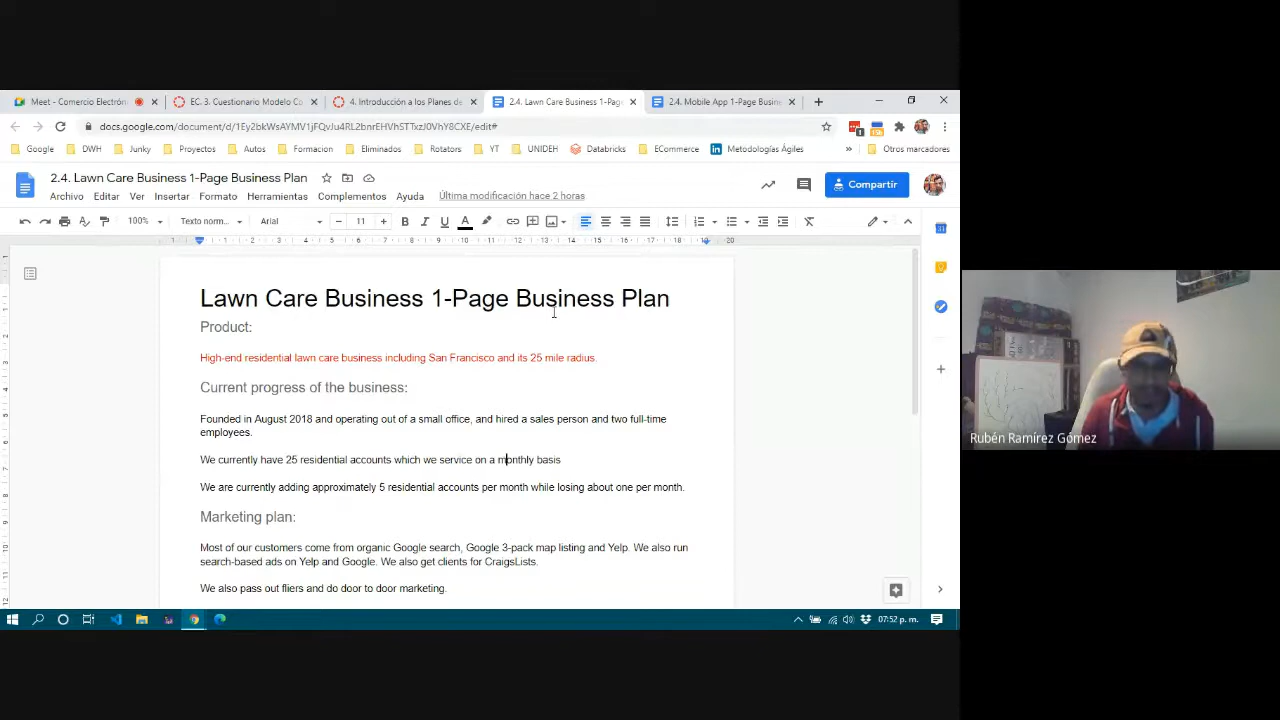 Meet - Comercio Electrón
EC. 3. Cuestionario Modelo Co
4. Introducción a los Planes de
2.4. Lawn Care Business 1-Page
2.4. Mobile App 1-Page Busine
docs.google.com/document/d/1Ey2bkWsAYMV1jFQvJu4RL2bnrEHVhSTTxzJ0VhY8CXE/edit#
Google
DWH
Junky
Proyectos
Autos
Formacion
Eliminados
Rotators
YT
UNIDEH
Databricks
ECommerce
Metodologías Ágiles
»
Otros marcadores
2.4. Lawn Care Business 1-Page Business Plan
Archivo Editar Ver Insertar Formato Herramientas Complementos Ayuda Última modificación hace 2 horas
Compartir
100% Texto norm... Arial 11
Lawn Care Business 1-Page Business Plan
Product:
High-end residential lawn care business including San Francisco and its 25 mile radius.
Current progress of the business:
Founded in August 2018 and operating out of a small office, and hired a sales person and two full-time
employees.
We currently have 25 residential accounts which we service on a monthly basis
We are currently adding approximately 5 residential accounts per month while losing about one per month.
Marketing plan:
Most of our customers come from organic Google search, Google 3-pack map listing and Yelp. We also run
search-based ads on Yelp and Google. We also get clients for CraigsLists.
We also pass out fliers and do door to door marketing.
07:52 p. m.
Rubén Ramírez Gómez